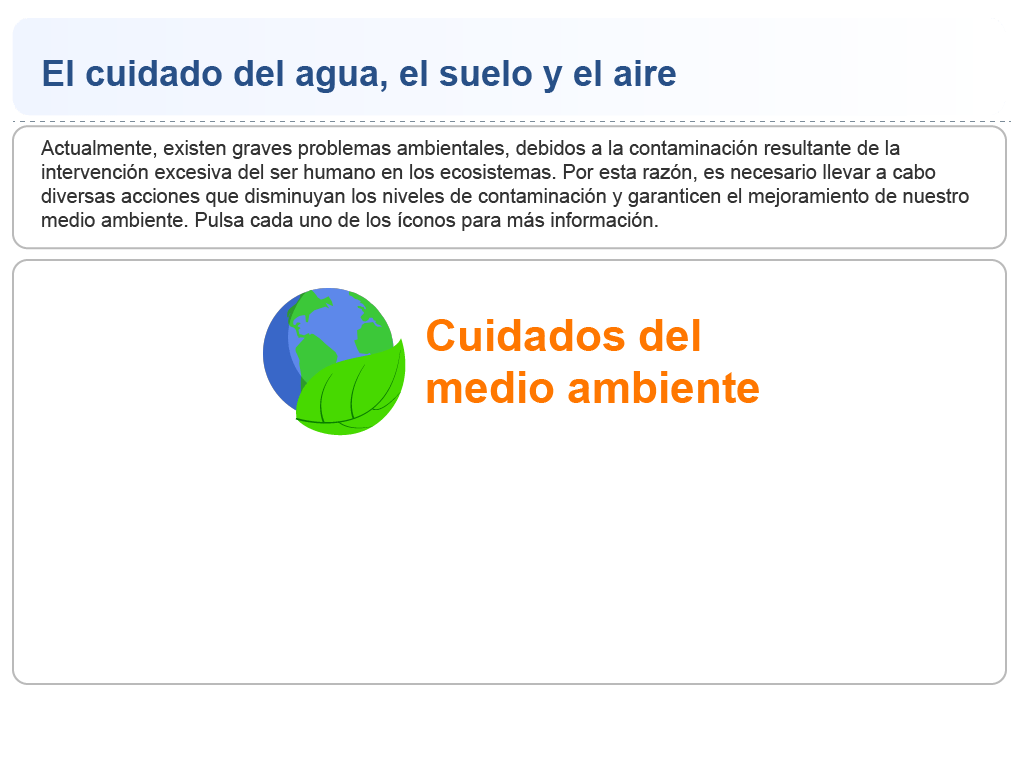 El cuidado del agua, el suelo y el aire
Actualmente, existen graves problemas ambientales, debidos a la contaminación resultante de la
intervención excesiva del ser humano en los ecosistemas. Por esta razón, es necesario llevar a cabo
diversas acciones que disminuyan los niveles de contaminación y garanticen el mejoramiento de nuestro
medio ambiente. Pulsa cada uno de los íconos para más información.
Cuidados del
medio ambiente